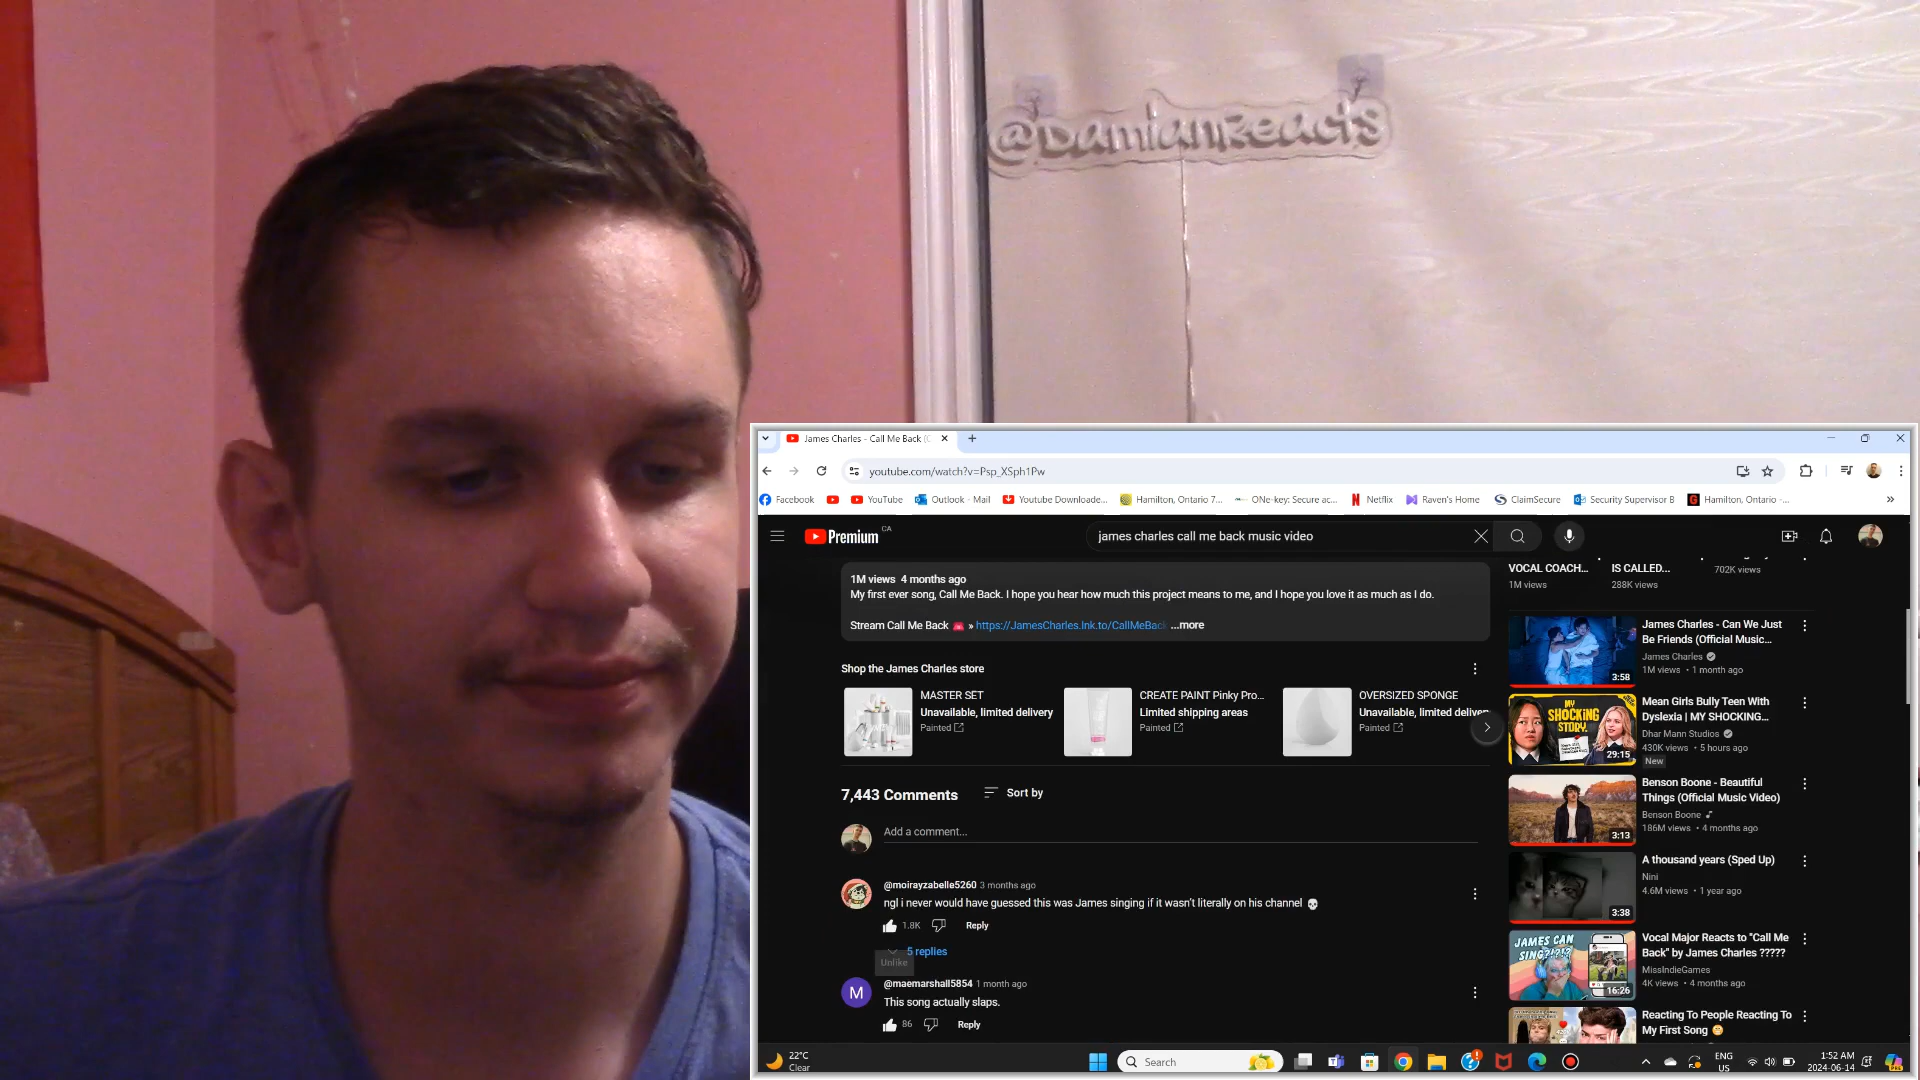 @DamianReacts
James Charles - Call Me Back (
youtube.com/watch?v=Psp_XSph1Pw
Facebook
YouTube
Outlook - Mail
Youtube Downloade...
Hamilton, Ontario 7...
ONe-key: Secure ac...
Netflix
Raven's Home
ClaimSecure
Security Supervisor B
Hamilton, Ontario -...
Premium CA
james charles call me back music video
1M views 4 months ago
My first ever song, Call Me Back. I hope you hear how much this project means to me, and I hope you love it as much as I do.
Stream Call Me Back » https://JamesCharles.lnk.to/CallMeBac ...more
Shop the James Charles store
MASTER SET
Unavailable, limited delivery
Painted
CREATE PAINT Pinky Pro...
Limited shipping areas
Painted
OVERSIZED SPONGE
Unavailable, limited delivery
Painted
7,443 Comments
Sort by
Add a comment...
@moirayzabelle5260 3 months ago
ngl i never would have guessed this was James singing if it wasn't literally on his channel
1.8K
Reply
5 replies
Unlike
M
@maemarshall5854 1 month ago
This song actually slaps.
86
Reply
VOCAL COACH...
1M views
IS CALLED...
288K views
702K views
James Charles - Can We Just
Be Friends (Official Music...
James Charles
1M views • 1 month ago
3:58
MY
SHOCKING
STORY.
29:15
Mean Girls Bully Teen With
Dyslexia | MY SHOCKING...
Dhar Mann Studios
430K views • 5 hours ago
New
Benson Boone - Beautiful
Things (Official Music Video)
Benson Boone
186M views • 4 months ago
3:13
A thousand years (Sped Up)
Nini
4.6M views • 1 year ago
3:38
JAMES CAN
SING?!?!?
16:26
Vocal Major Reacts to "Call Me
Back" by James Charles ?????
MissIndieGames
4K views • 4 months ago
Reacting To People Reacting To
My First Song
22°C
Clear
Search
ENG
US
1:52 AM
2024-06-14